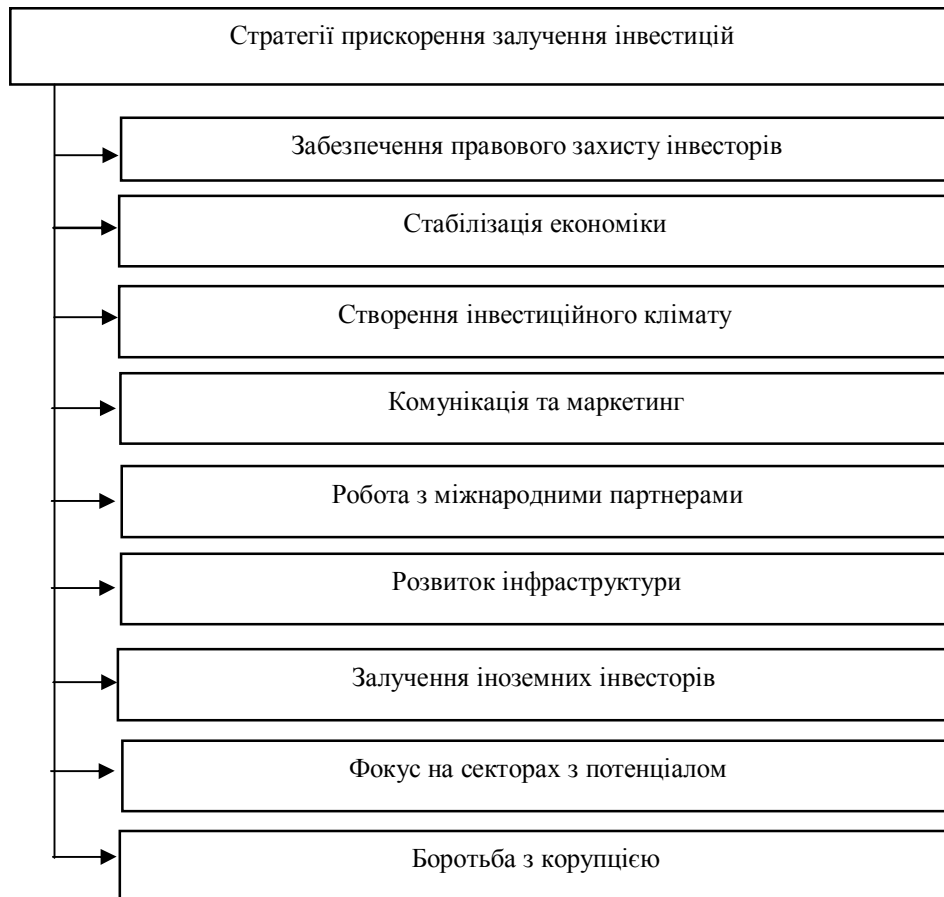 Стратегії прискорення залучення інвестицій
Забезпечення правового захисту інвесторів
Стабілізація економіки
Створення інвестиційного клімату
Комунікація та маркетинг
Робота з міжнародними партнерами
Розвиток інфраструктури
Залучення іноземних інвесторів
Фокус на секторах з потенціалом
Боротьба з корупцією